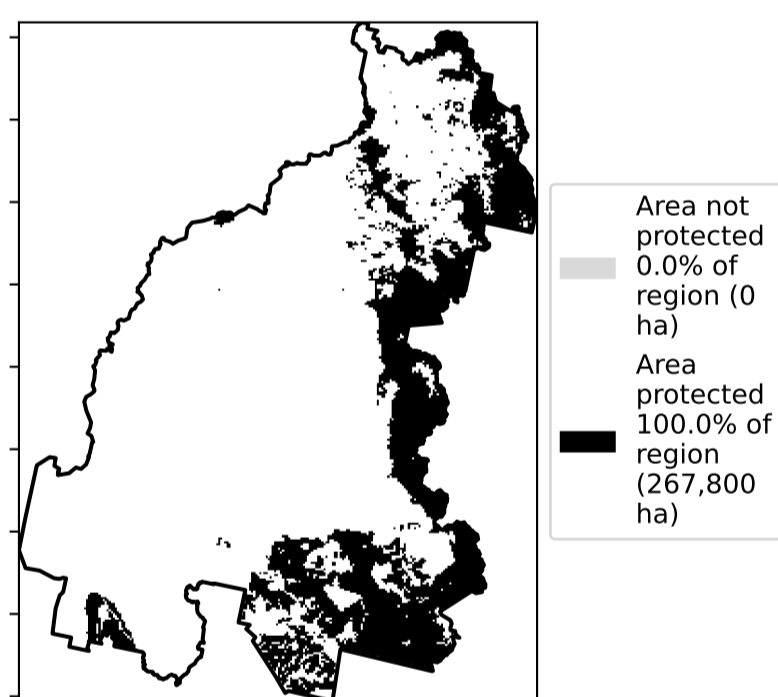 Area not
protected
0.0% of
region (0
ha)
Area
protected
100.0% of
region
(267,800
ha)